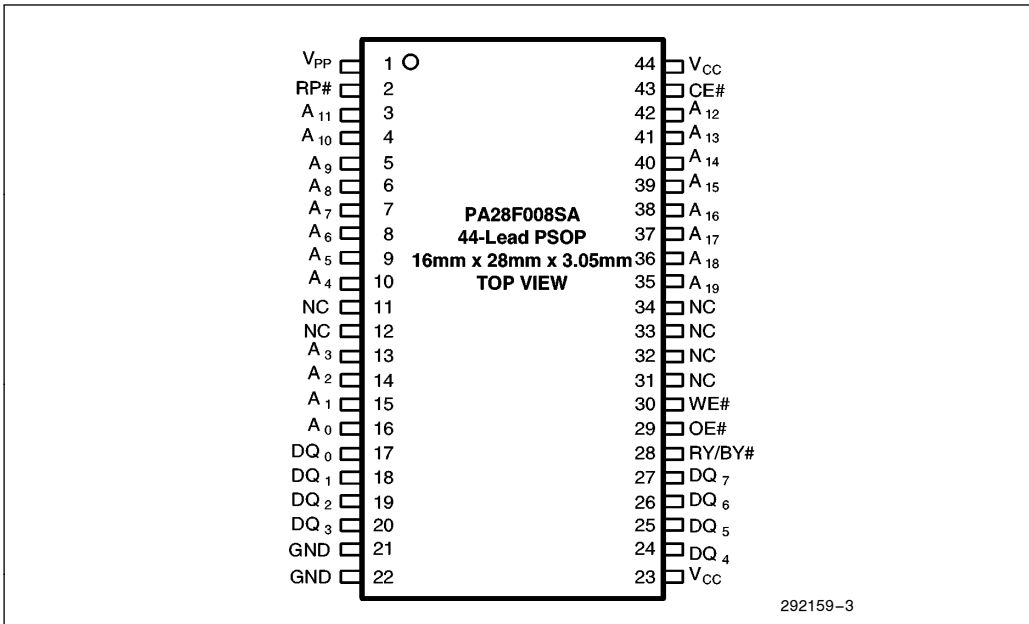 VPP 1 44 VCC
RP# 2 43 CE#
A11 3 42 A12
A10 4 41 A13
A9 5 40 A14
A8 6 39 A15
A7 7 38 A16
A6 8 37 A17
A5 9 36 A18
A4 10 35 A19
NC 11 34 NC
NC 12 33 NC
A3 13 32 NC
A2 14 31 NC
A1 15 30 WE#
A0 16 29 OE#
DQ0 17 28 RY/BY#
DQ1 18 27 DQ7
DQ2 19 26 DQ6
DQ3 20 25 DQ5
GND 21 24 DQ4
GND 22 23 VCC
PA28F008SA
44-Lead PSOP
16mm x 28mm x 3.05mm
TOP VIEW
292159–3